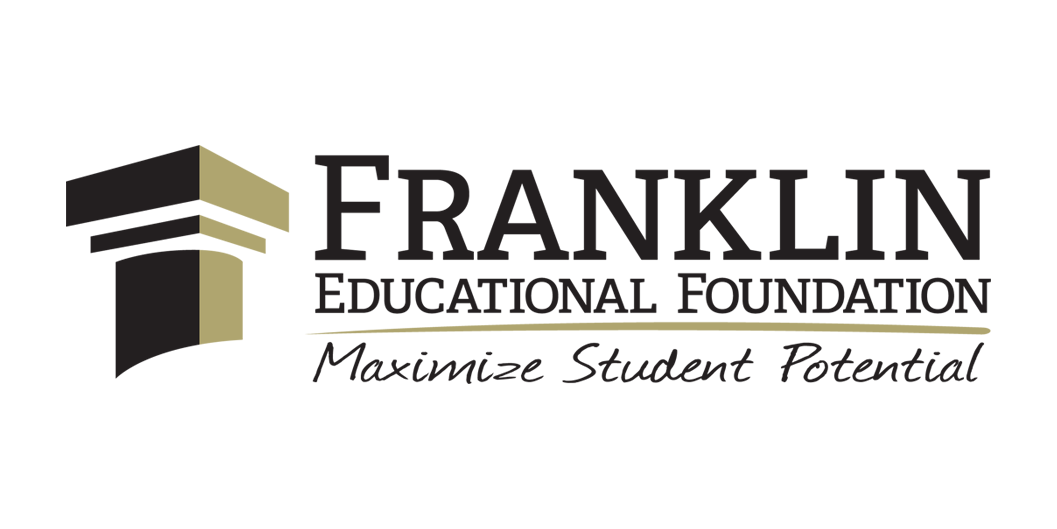 FRANKLIN
EDUCATIONAL FOUNDATION
Maximize Student Potential